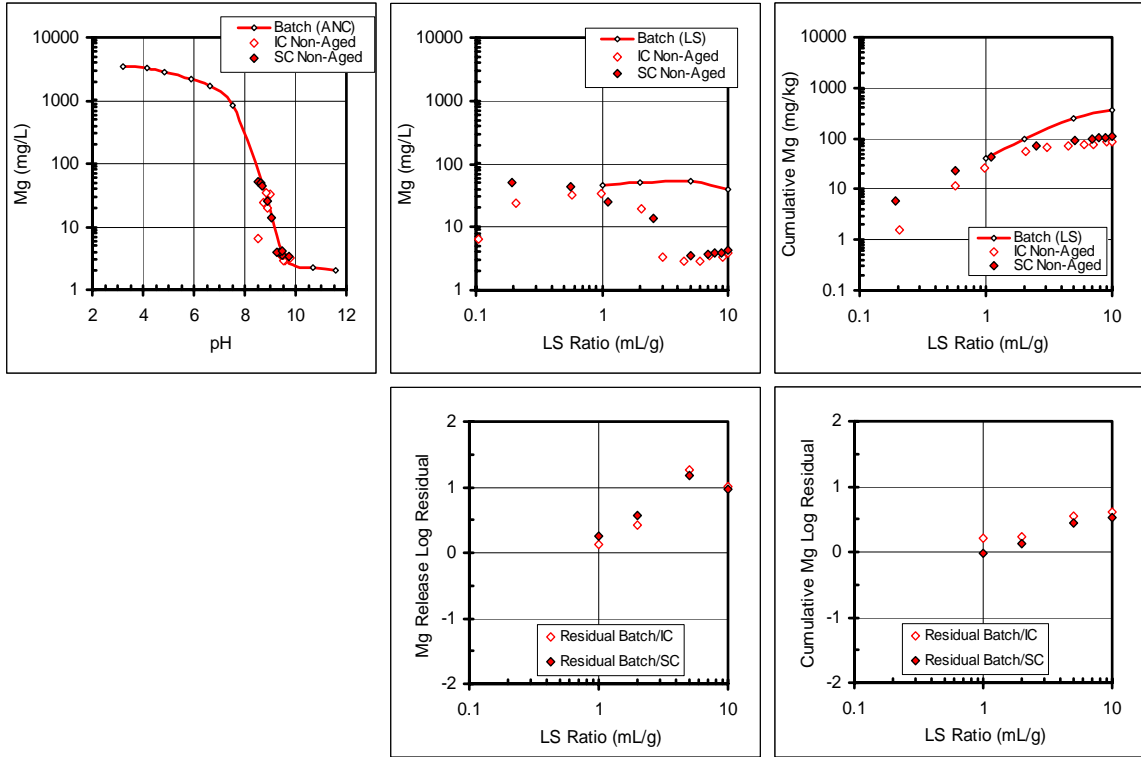 Batch (ANC)
IC Non-Aged
SC Non-Aged
10000
1000
100
10
1
Mg (mg/L)
2 4 6 8 10 12
pH
Batch (LS)
IC Non-Aged
SC Non-Aged
10000
1000
100
10
1
Mg (mg/L)
0.1 1 10
LS Ratio (mL/g)
10000
1000
100
10
1
0.1
Cumulative Mg (mg/kg)
Batch (LS)
IC Non-Aged
SC Non-Aged
0.1 1 10
LS Ratio (mL/g)
2
1
0
-1
-2
Mg Release Log Residual
Residual Batch/IC
Residual Batch/SC
0.1 1 10
LS Ratio (mL/g)
2
1
0
-1
-2
Cumulative Mg Log Residual
Residual Batch/IC
Residual Batch/SC
0.1 1 10
LS Ratio (mL/g)